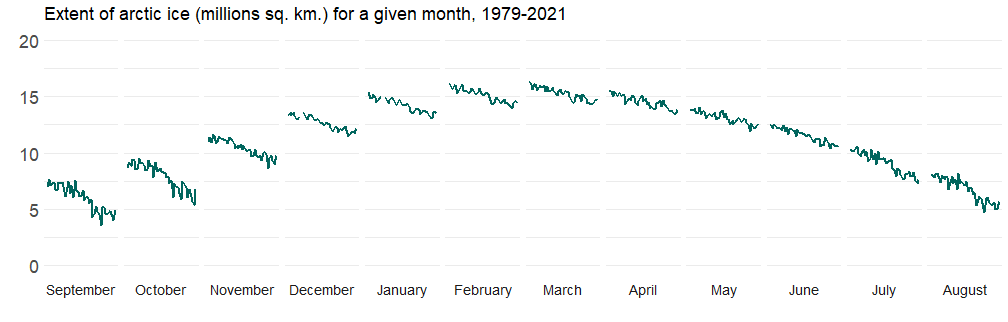 Extent of arctic ice (millions sq. km.) for a given month, 1979-2021
20
15
10
5
0
September October November December January February March April May June July August